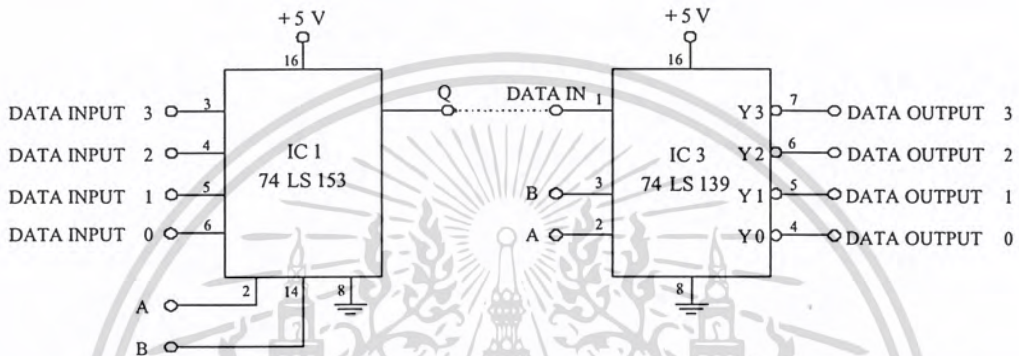 +5 V
+5 V
16
16
DATA INPUT 3 3
Q
DATA IN 1
Y3 7 DATA OUTPUT 3
DATA INPUT 2 4
IC 1
IC 3
Y2 6 DATA OUTPUT 2
74 LS 153
74 LS 139
DATA INPUT 1 5
B 3
Y1 5 DATA OUTPUT 1
DATA INPUT 0 6
A 2
Y0 4 DATA OUTPUT 0
2
14
8
8
A
B